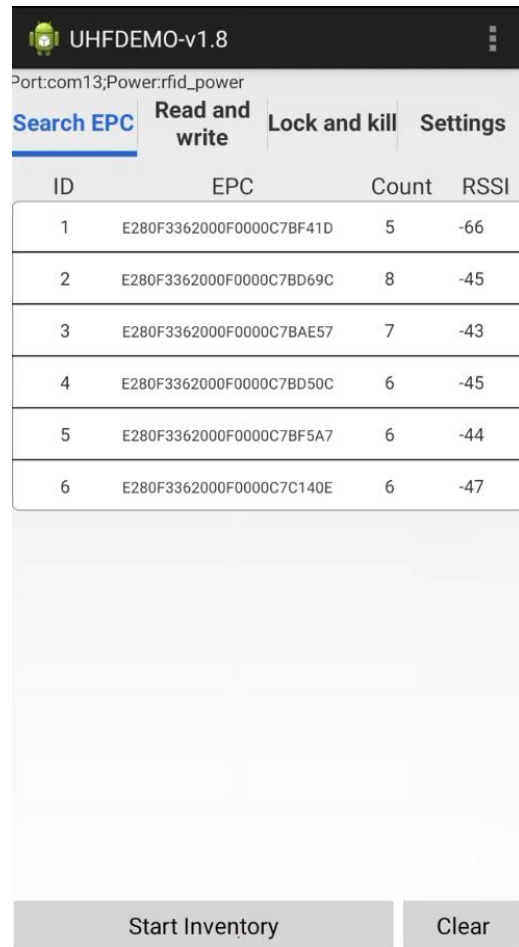 UHFDEMO-v1.8
Port:com13;Power:rfid_power
Search EPC
Read and
write
Lock and kill
Settings
ID EPC Count RSSI
1 E280F3362000F0000C7BF41D 5 -66
2 E280F3362000F0000C7BD69C 8 -45
3 E280F3362000F0000C7BAE57 7 -43
4 E280F3362000F0000C7BD50C 6 -45
5 E280F3362000F0000C7BF5A7 6 -44
6 E280F3362000F0000C7C140E 6 -47
Start Inventory Clear